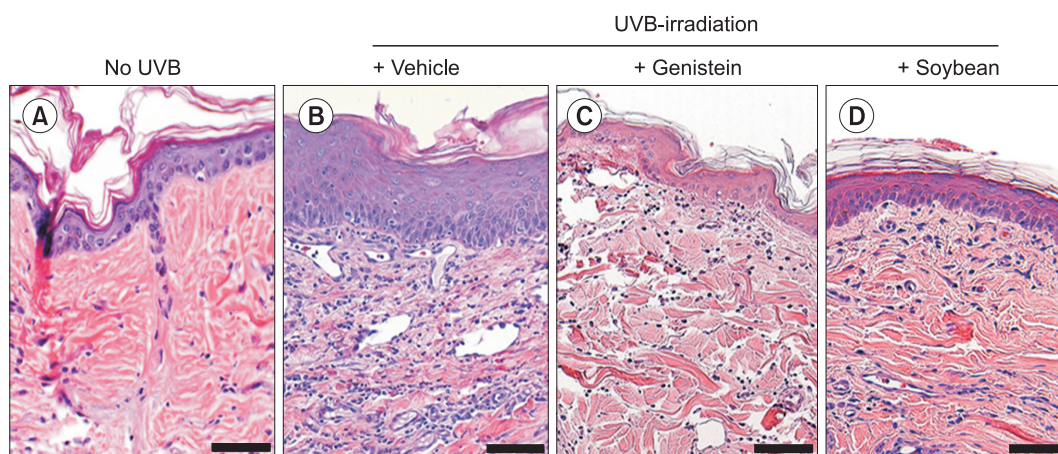 UVB-irradiation
No UVB
+ Vehicle
+ Genistein
+ Soybean
A
B
C
D